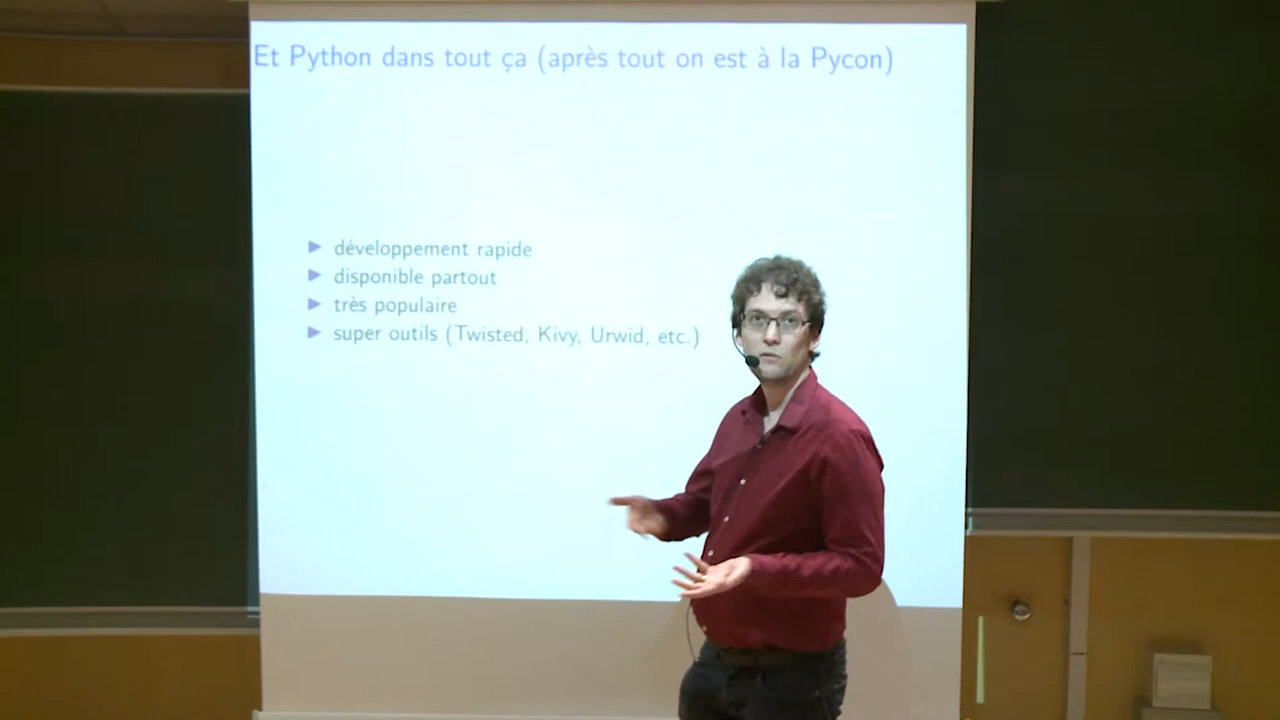 Et Python dans tout ça (après tout on est à la Pycon)
développement rapide
disponible partout
très populaire
super outils (Twisted, Kivy, Urwid, etc.)